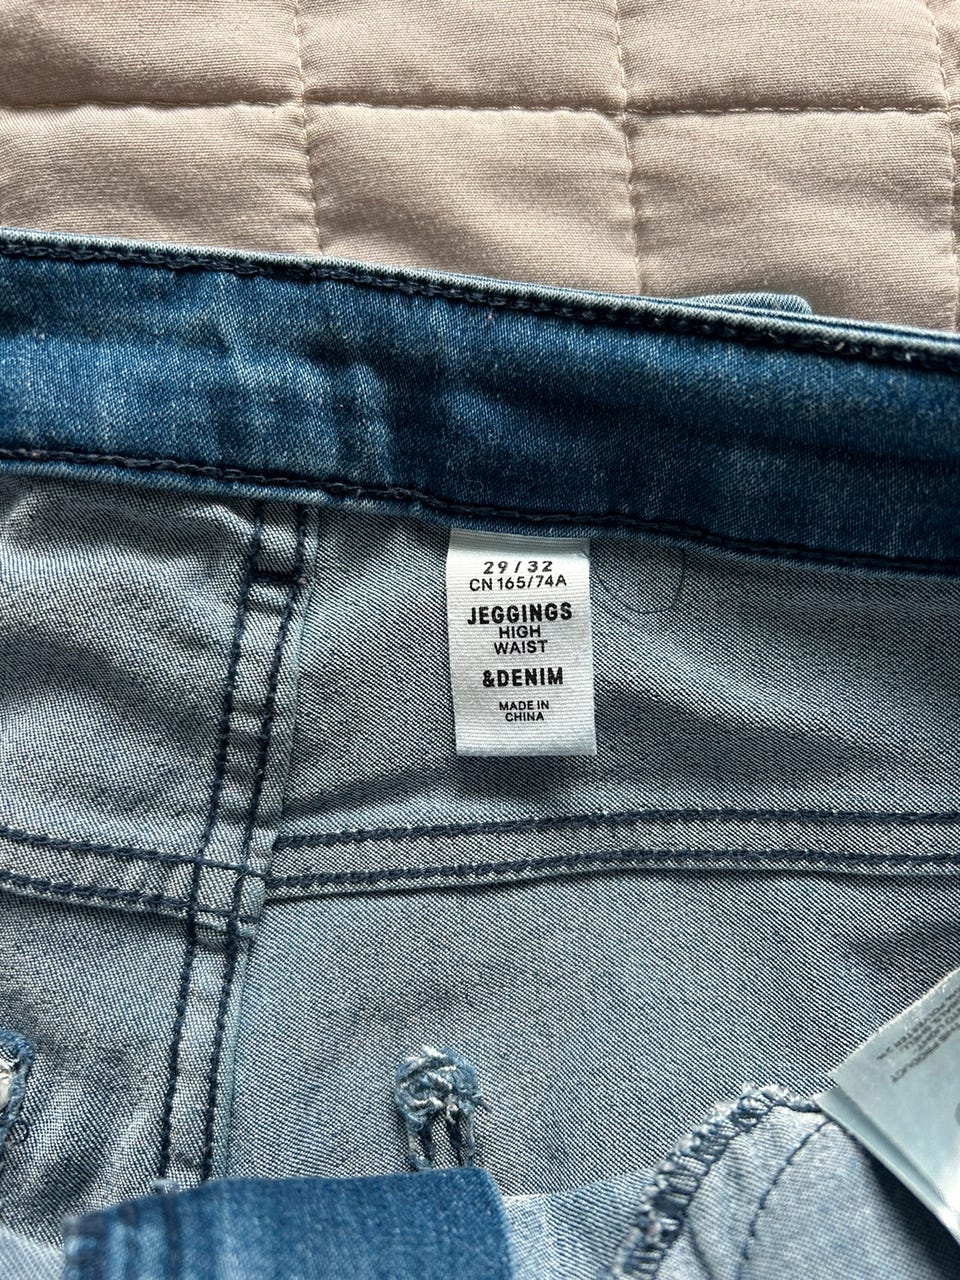 29/32
CN 165/74A
JEGGINGS
HIGH
WAIST
&DENIM
MADE IN
CHINA